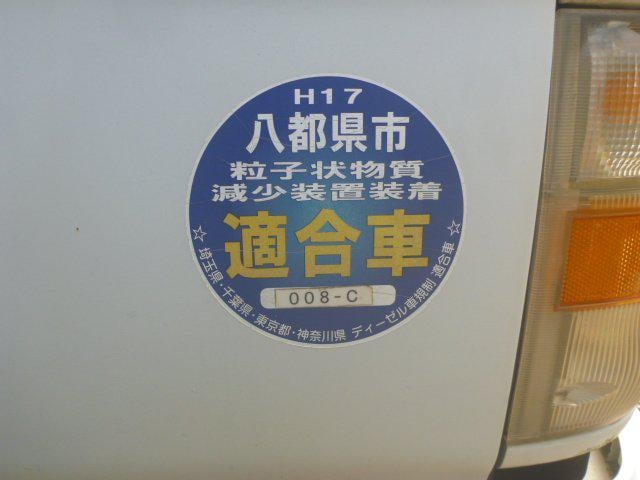 H17
八都県市
粒子状物質
減少装置装着
適合車
008-C
☆埼玉県・千葉県・東京都・神奈川県 ディーゼル車規制 適合車☆